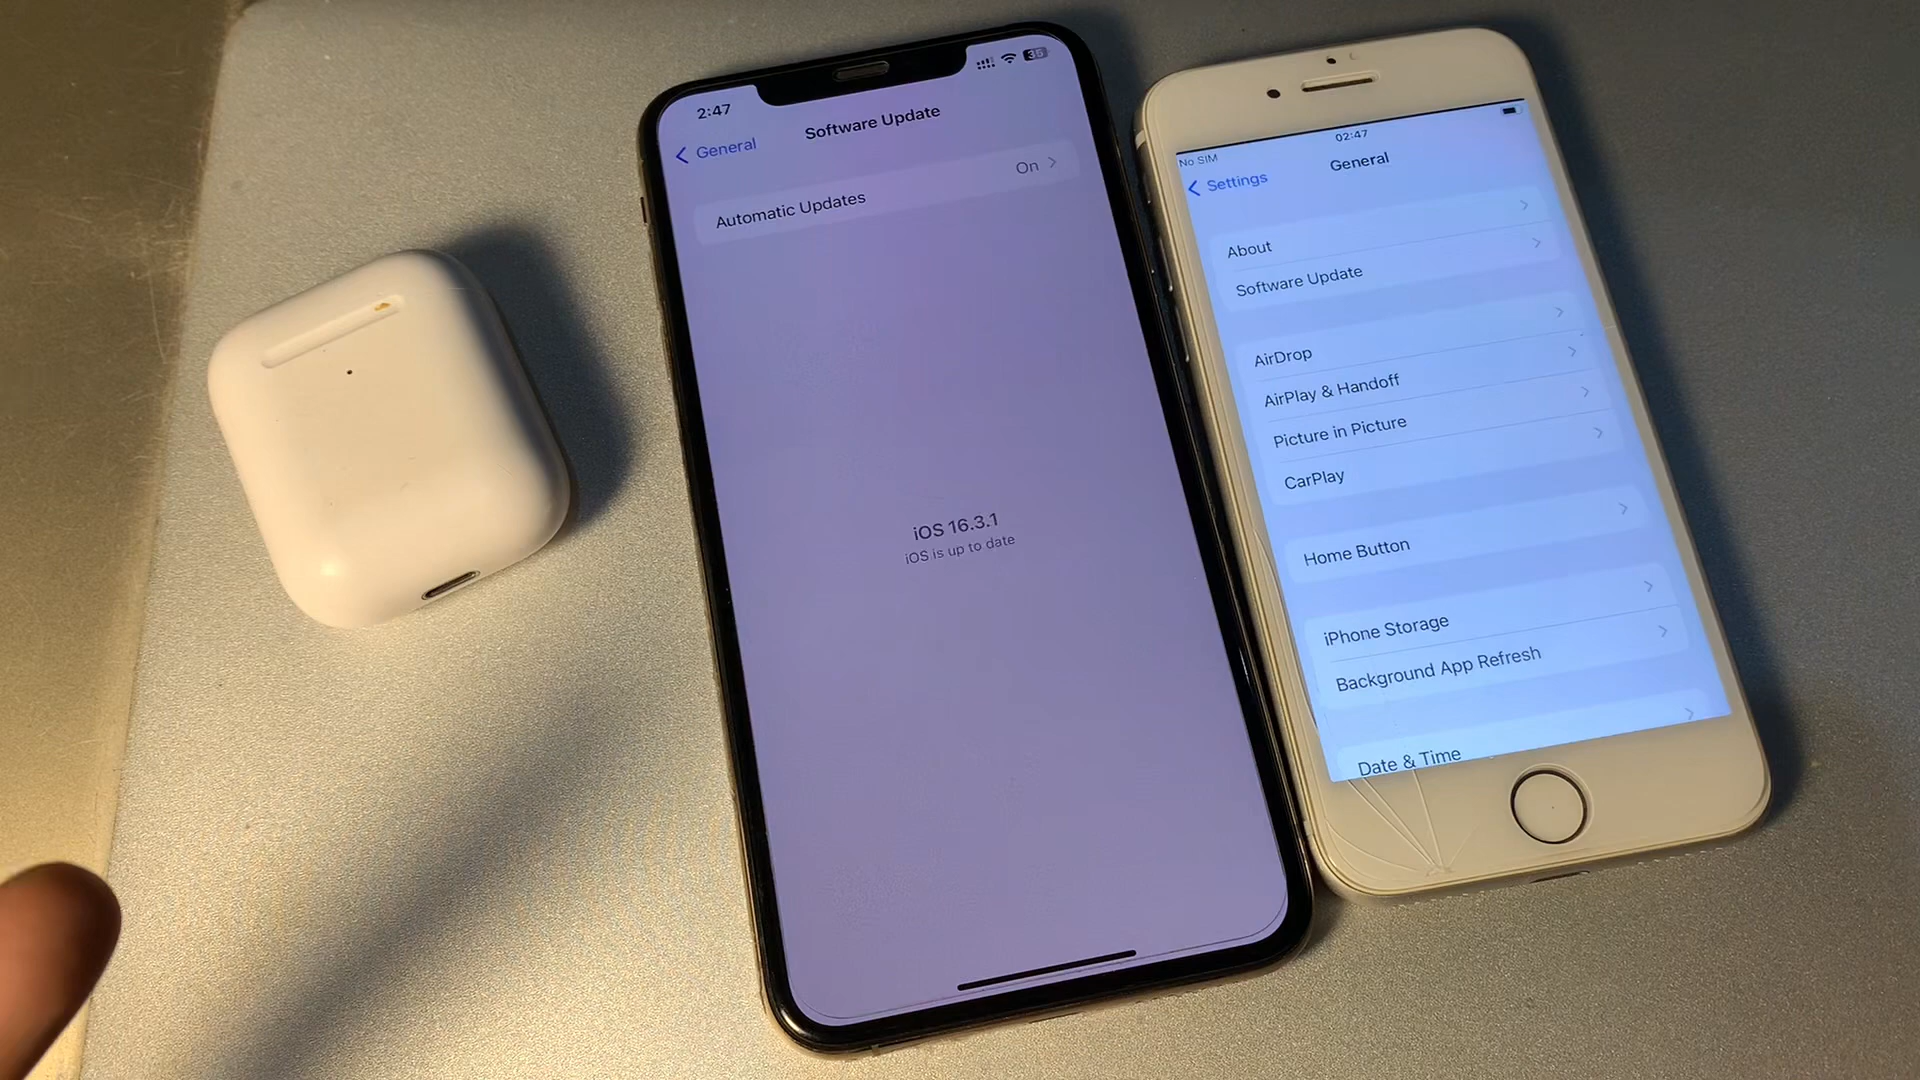 2:47
35
General
Software Update
Automatic Updates
On
iOS 16.3.1
iOS is up to date
No SIM
02:47
Settings
General
About
Software Update
AirDrop
AirPlay & Handoff
Picture in Picture
CarPlay
Home Button
iPhone Storage
Background App Refresh
Date & Time